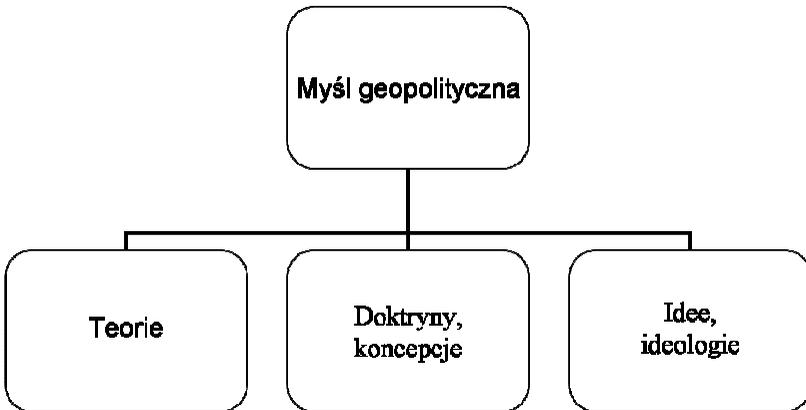 Myśl geopolityczna
Teorie
Doktryny,
koncepcje
Idee,
ideologie